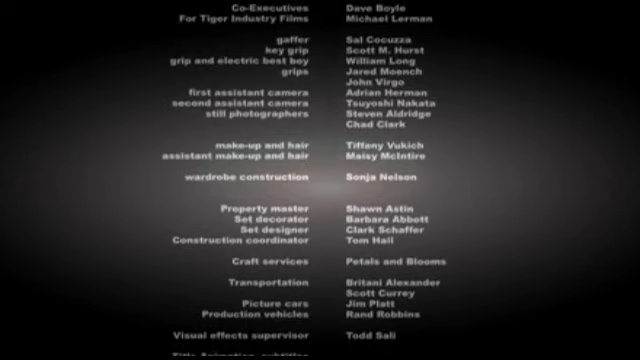 Co-Executives Dave Boyle
For Tiger Industry Films Michael Lerman
gaffer Sal Cocuzza
key grip Scott M. Hurst
grip and electric best boy William Long
grips Jared Moench
John Virgo
first assistant camera Adrian Herman
second assistant camera Tsuyoshi Nakata
still photographers Steven Aldridge
Chad Clark
make-up and hair Tiffany Vukich
assistant make-up and hair Maisy McIntire
wardrobe construction Sonja Nelson
Property master Shawn Astin
Set decorator Barbara Abbott
Set designer Clark Schaffer
Construction coordinator Tom Hail
Craft services Petals and Blooms
Transportation Britani Alexander
Scott Currey
Picture cars Jim Platt
Production vehicles Rand Robbins
Visual effects supervisor Todd Sali
Title Animation, subtitles